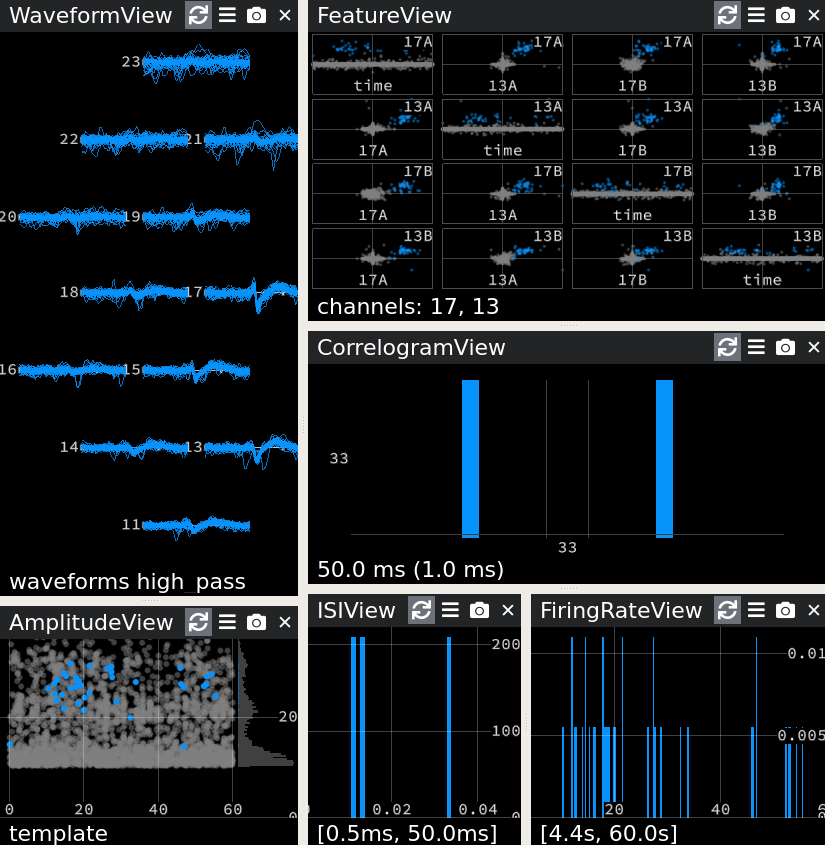 WaveformView
23
22 21
20 19
18 17
16 15
14 13
11
waveforms high_pass
FeatureView
17A 17A 17A 17A
time 13A 17B 13B
13A 13A 13A 13A
17A time 17B 13B
17B 17B 17B 17B
17A 13A time 13B
13B 13B 13B 13B
17A 13A 17B time
channels: 17, 13
CorrelogramView
33
33
50.0 ms (1.0 ms)
AmplitudeView
20
0 20 40 60 0
template
ISIView
200
100
0.02 0.04 0
[0.5ms, 50.0ms]
FiringRateView
0.01
0.005
20 40 6
[4.4s, 60.0s]